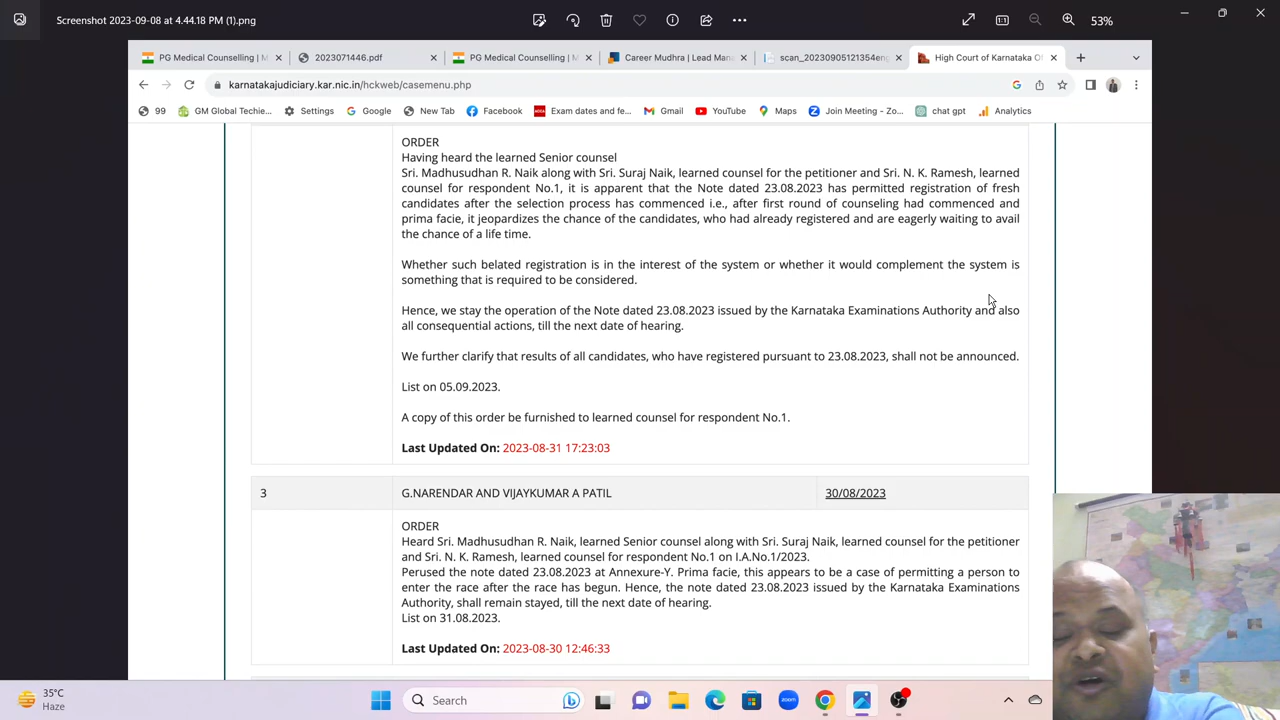 Screenshot 2023-09-08 at 4.44.18 PM (1).png
53%
PG Medical Counselling | M
2023071446.pdf
PG Medical Counselling | M
Career Mudhra | Lead Mana
scan_20230905121354eng
High Court of Karnataka Of
karnatakajudiciary.kar.nic.in/hckweb/casemenu.php
99
GM Global Techie...
Settings
Google
New Tab
Facebook
Exam dates and fe...
Gmail
YouTube
Maps
Join Meeting - Zo...
chat gpt
Analytics
ORDER
Having heard the learned Senior counsel
Sri. Madhusudhan R. Naik along with Sri. Suraj Naik, learned counsel for the petitioner and Sri. N. K. Ramesh, learned
counsel for respondent No.1, it is apparent that the Note dated 23.08.2023 has permitted registration of fresh
candidates after the selection process has commenced i.e., after first round of counseling had commenced and
prima facie, it jeopardizes the chance of the candidates, who had already registered and are eagerly waiting to avail
the chance of a life time.
Whether such belated registration is in the interest of the system or whether it would complement the system is
something that is required to be considered.
Hence, we stay the operation of the Note dated 23.08.2023 issued by the Karnataka Examinations Authority and also
all consequential actions, till the next date of hearing.
We further clarify that results of all candidates, who have registered pursuant to 23.08.2023, shall not be announced.
List on 05.09.2023.
A copy of this order be furnished to learned counsel for respondent No.1.
Last Updated On: 2023-08-31 17:23:03
3
G.NARENDAR AND VIJAYKUMAR A PATIL
30/08/2023
ORDER
Heard Sri. Madhusudhan R. Naik, learned Senior counsel along with Sri. Suraj Naik, learned counsel for the petitioner
and Sri. N. K. Ramesh, learned counsel for respondent No.1 on I.A.No.1/2023.
Perused the note dated 23.08.2023 at Annexure-Y. Prima facie, this appears to be a case of permitting a person to
enter the race after the race has begun. Hence, the note dated 23.08.2023 issued by the Karnataka Examinations
Authority, shall remain stayed, till the next date of hearing.
List on 31.08.2023.
Last Updated On: 2023-08-30 12:46:33
35°C
Haze
Search
zoom